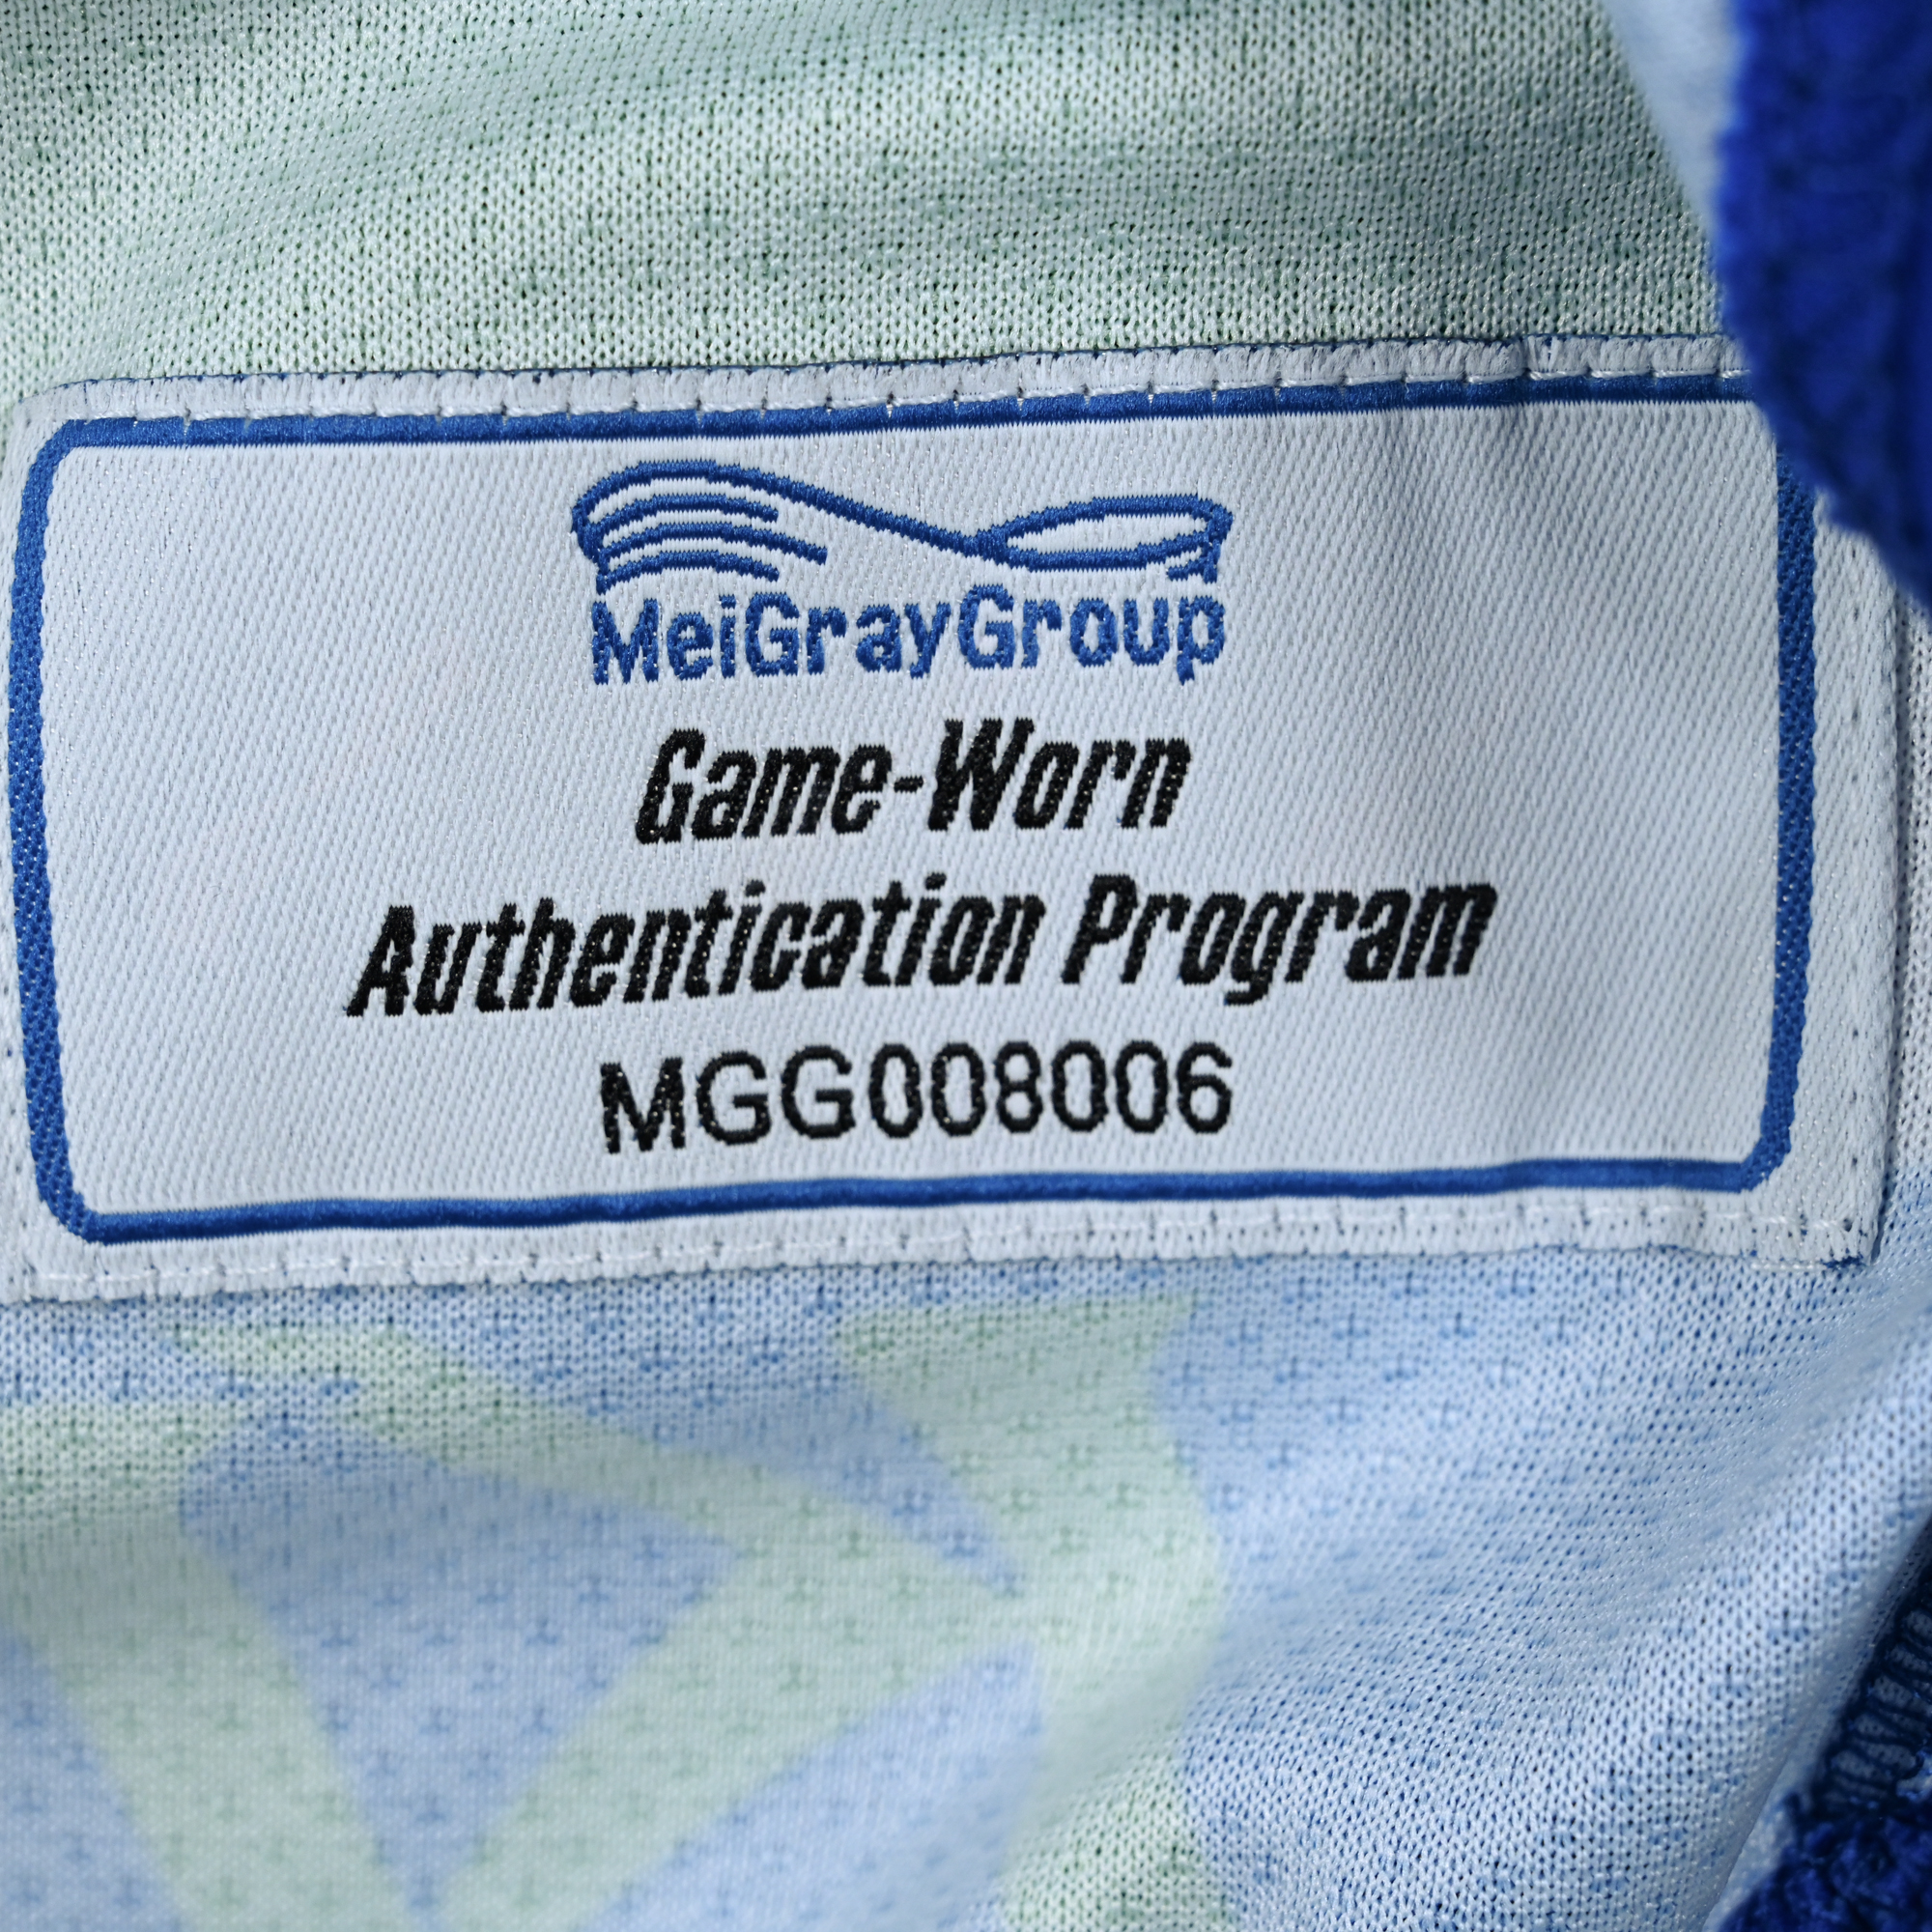 MeiGrayGroup
Game-Worn
Authentication Program
MGG008006